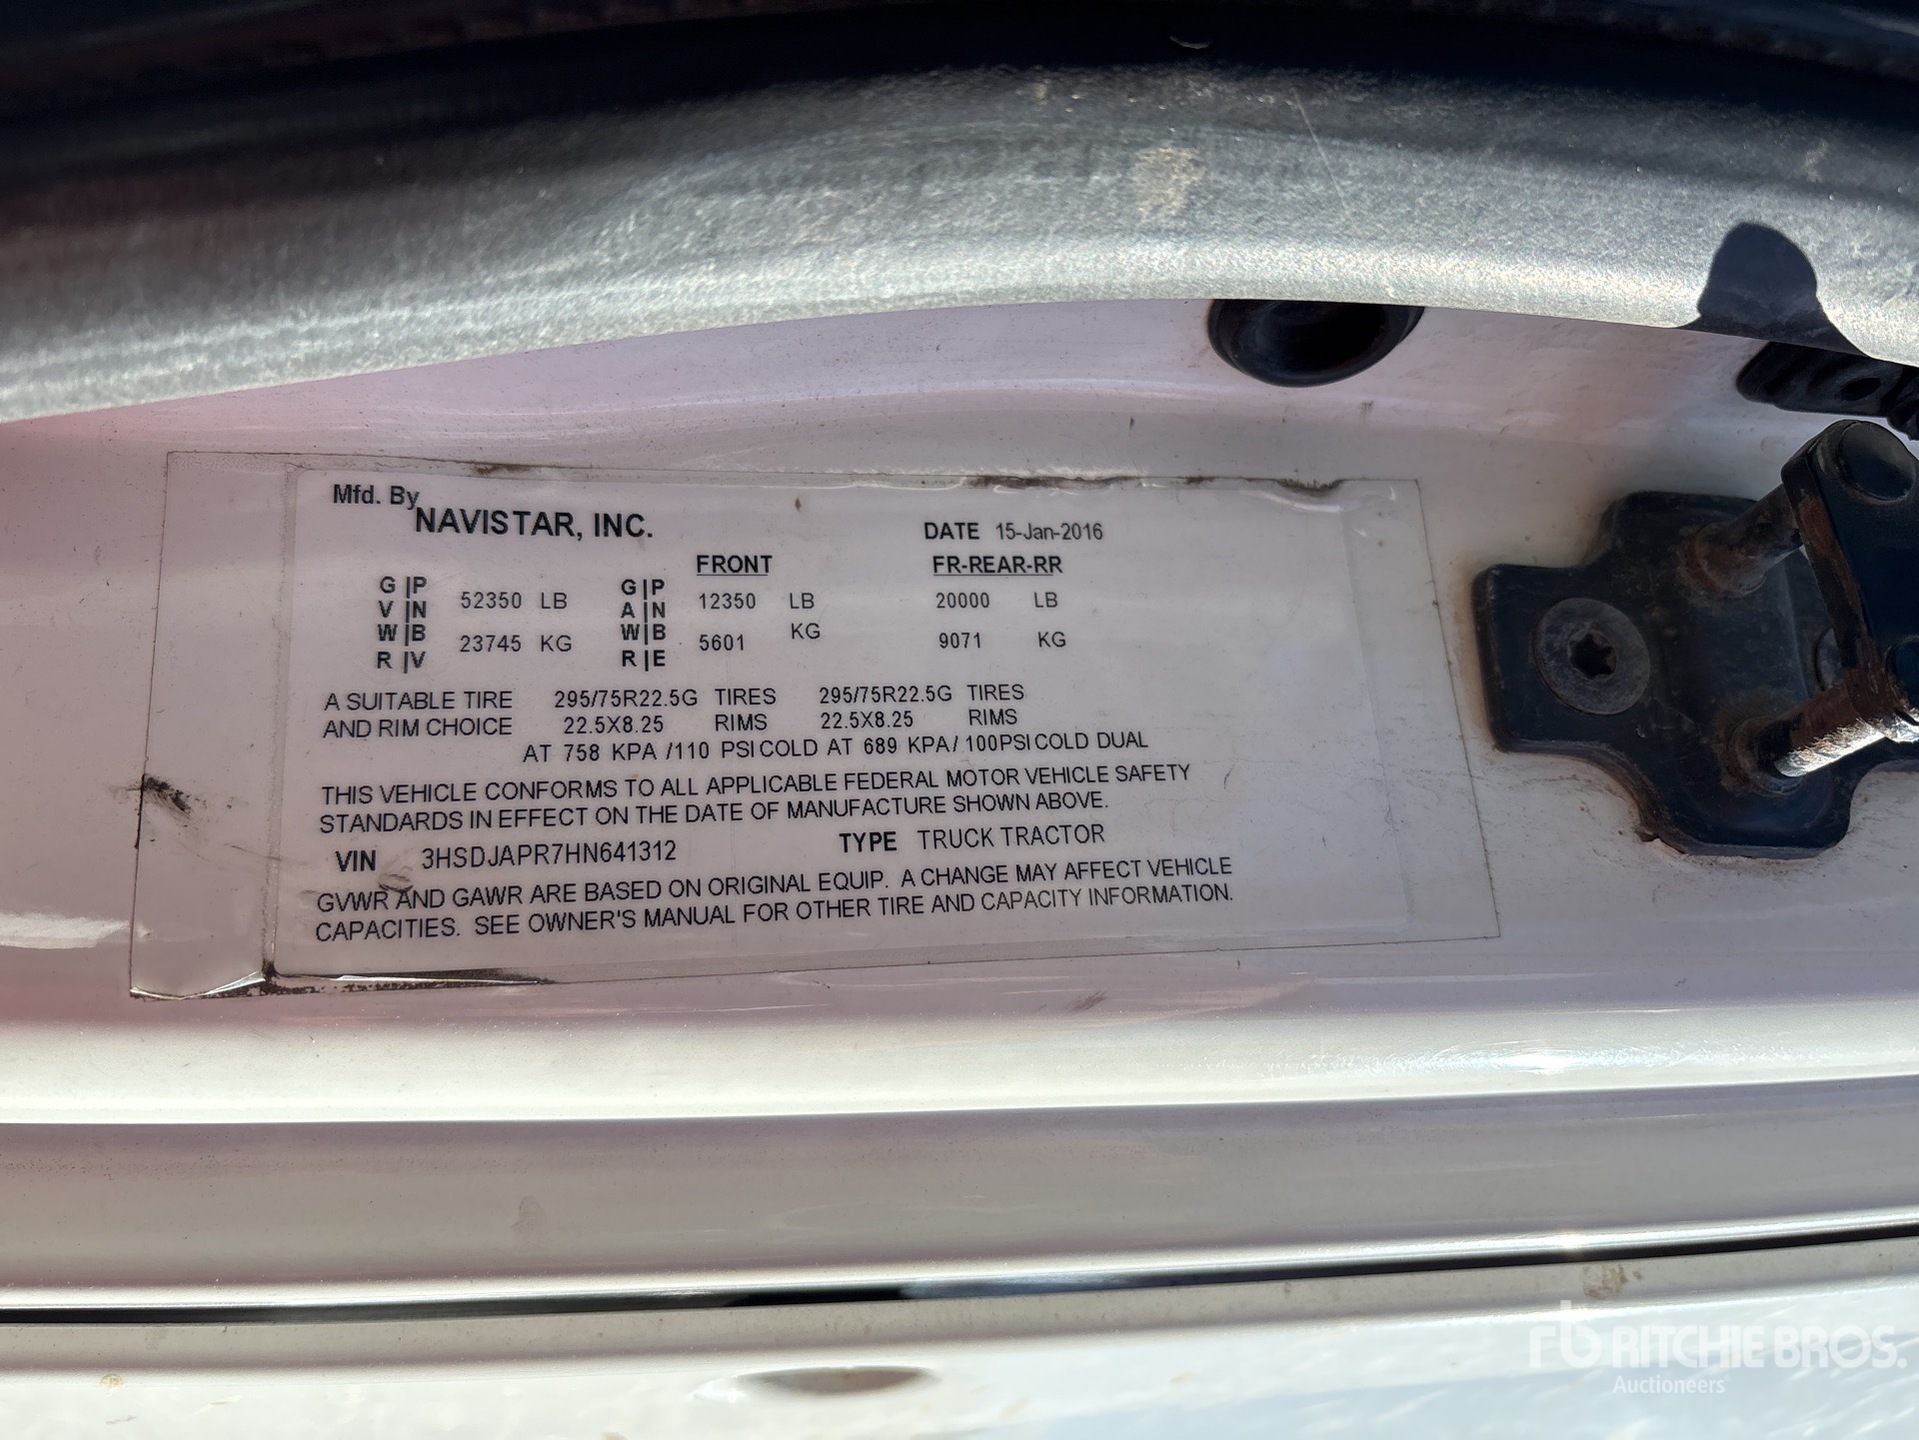 Mfd. By
NAVISTAR, INC.
DATE 15-Jan-2016
FRONT FR-REAR-RR
G|P 52350 LB G|P 12350 LB 20000 LB
V|N A|N
W|B 23745 KG W|B 5601 KG 9071 KG
R|V R|E
A SUITABLE TIRE 295/75R22.5G TIRES 295/75R22.5G TIRES
AND RIM CHOICE 22.5X8.25 RIMS 22.5X8.25 RIMS
AT 758 KPA /110 PSI COLD AT 689 KPA/ 100PSI COLD DUAL
THIS VEHICLE CONFORMS TO ALL APPLICABLE FEDERAL MOTOR VEHICLE SAFETY
STANDARDS IN EFFECT ON THE DATE OF MANUFACTURE SHOWN ABOVE.
VIN 3HSDJAPR7HN641312 TYPE TRUCK TRACTOR
GVWR AND GAWR ARE BASED ON ORIGINAL EQUIP. A CHANGE MAY AFFECT VEHICLE
CAPACITIES. SEE OWNER'S MANUAL FOR OTHER TIRE AND CAPACITY INFORMATION.
rb RITCHIE BROS.
Auctioneers